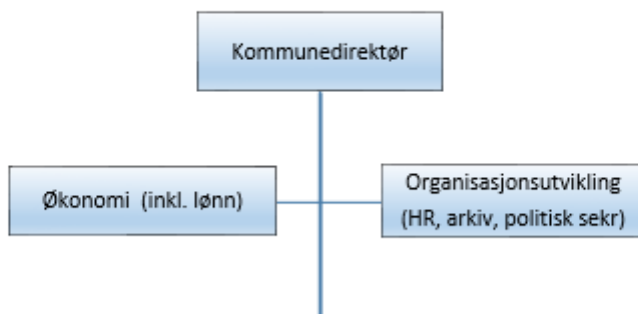 Kommunedirektør
Økonomi (inkl. lønn)
Organisasjonsutvikling
(HR, arkiv, politisk sekr)